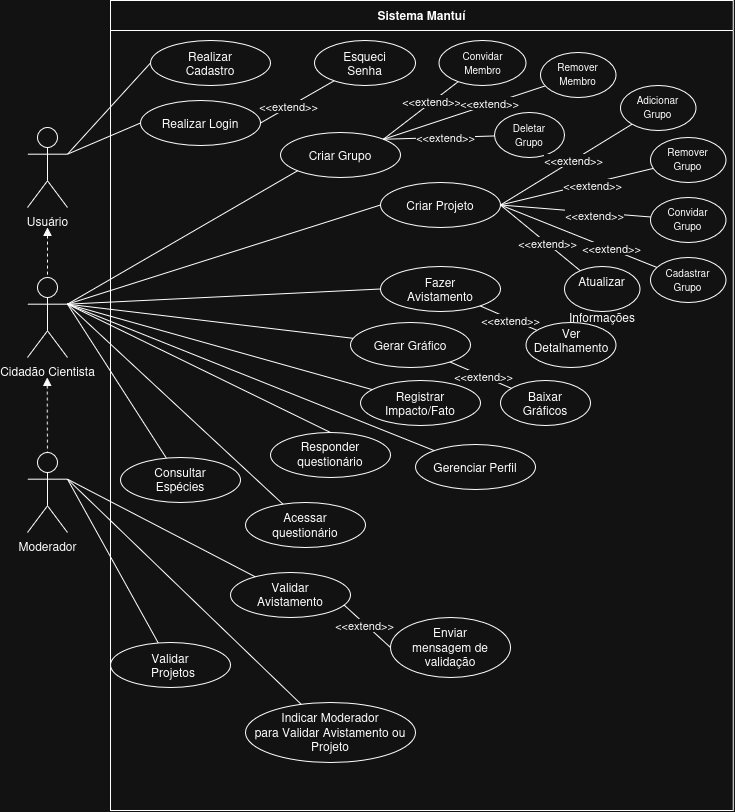 Sistema Mantuí
Realizar
Cadastro
Esqueci
Senha
Convidar
Membro
Remover
Membro
Adicionar
Grupo
<<extend>>
<<extend>>
<<extend>>
Realizar Login
Deletar
Grupo
<<extend>>
Criar Grupo
<<extend>>
Remover
Grupo
<<extend>>
Criar Projeto
Convidar
Grupo
<<extend>>
Usuário
<<extend>>
<<extend>>
Cadastrar
Grupo
Atualizar
Informações
Fazer
Avistamento
<<extend>>
Ver
Detalhamento
Gerar Gráfico
Cidadão Cientista
<<extend>>
Registrar
Impacto/Fato
Baixar
Gráficos
Responder
questionário
Gerenciar Perfil
Consultar
Espécies
Acessar
questionário
Moderador
Validar
Avistamento
<<extend>>
Enviar
mensagem de
validação
Validar
Projetos
Indicar Moderador
para Validar Avistamento ou
Projeto